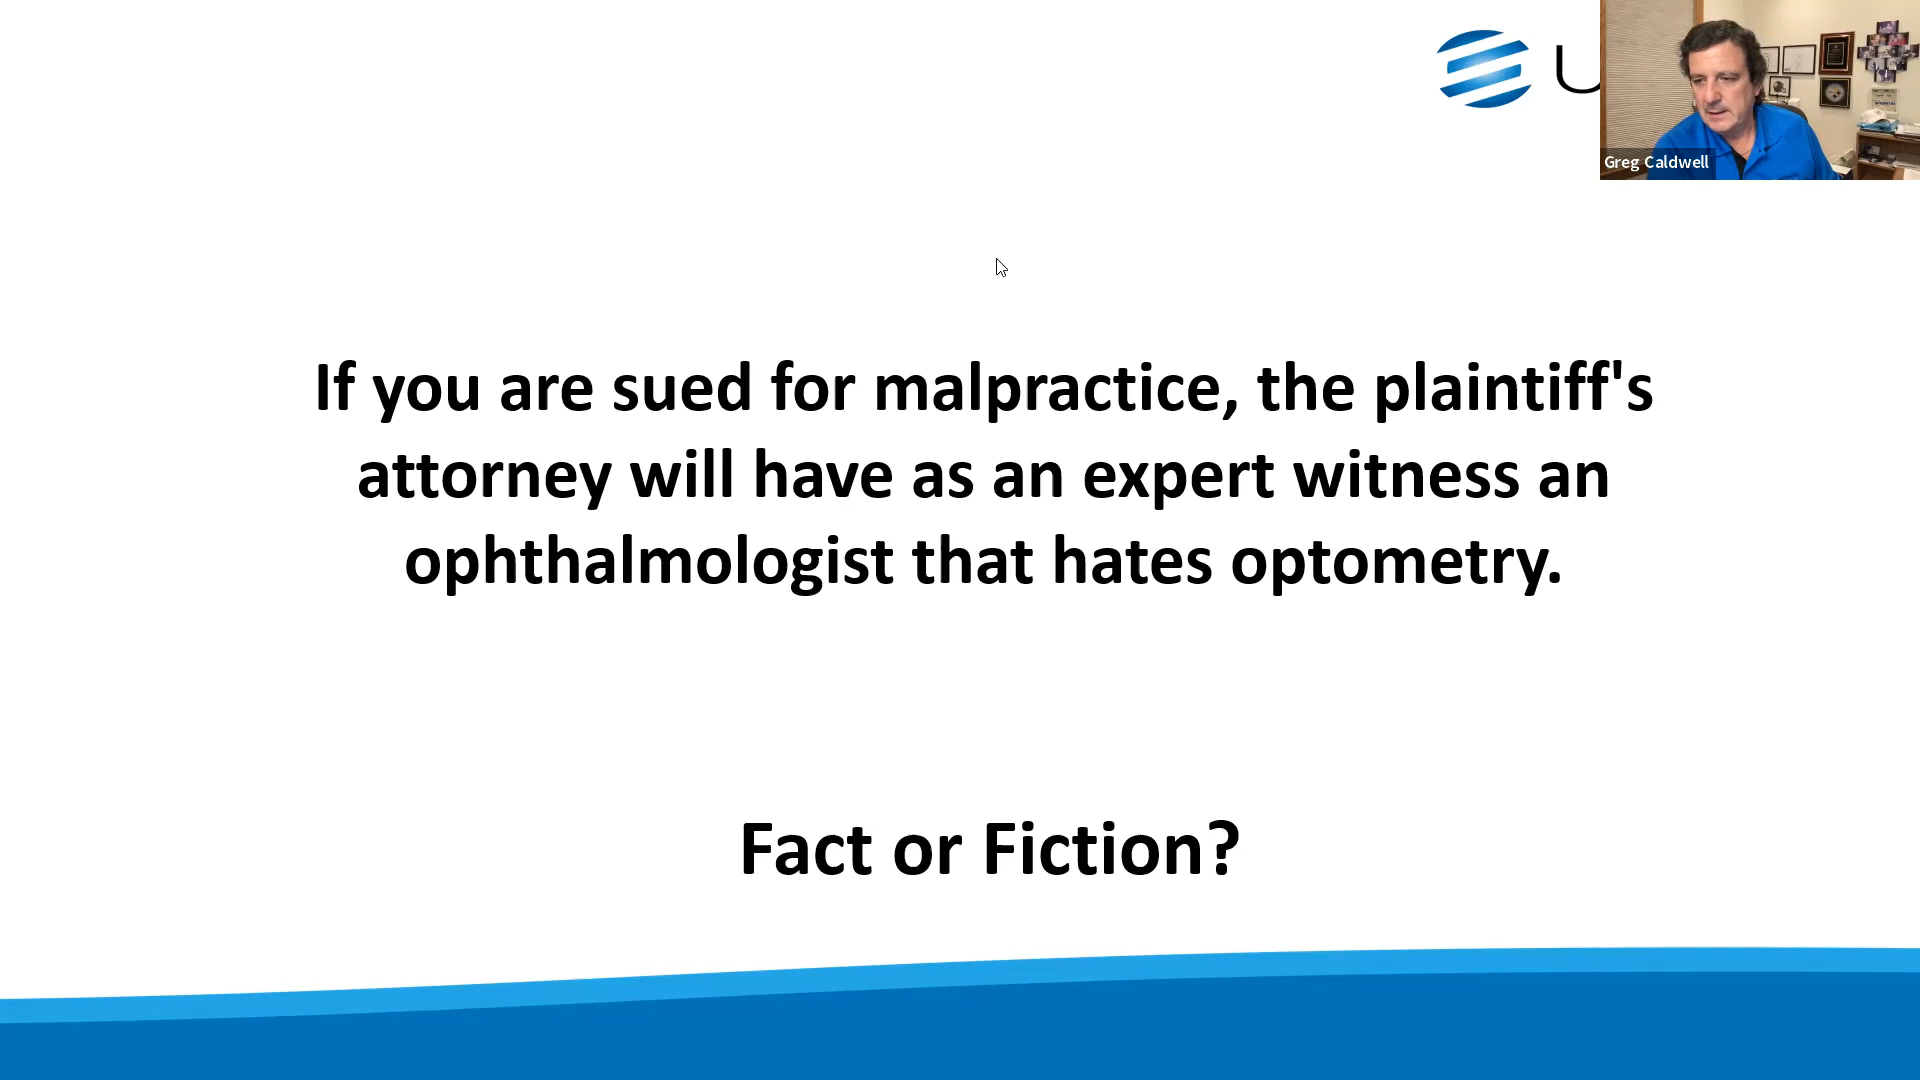 Greg Caldwell
If you are sued for malpractice, the plaintiff's
attorney will have as an expert witness an
ophthalmologist that hates optometry.
Fact or Fiction?